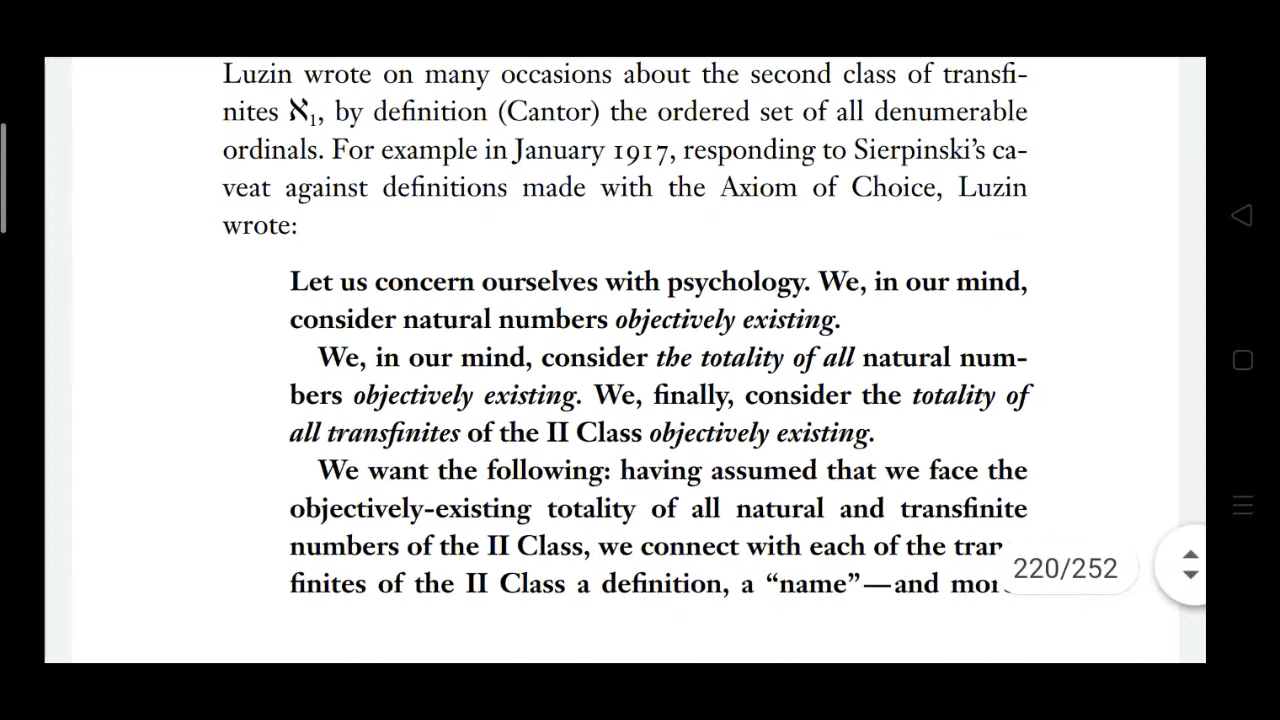 Luzin wrote on many occasions about the second class of transfi-
nites ℵ₁, by definition (Cantor) the ordered set of all denumerable
ordinals. For example in January 1917, responding to Sierpinski’s ca-
veat against definitions made with the Axiom of Choice, Luzin
wrote:
Let us concern ourselves with psychology. We, in our mind,
consider natural numbers objectively existing.
We, in our mind, consider the totality of all natural num-
bers objectively existing. We, finally, consider the totality of
all transfinites of the II Class objectively existing.
We want the following: having assumed that we face the
objectively-existing totality of all natural and transfinite
numbers of the II Class, we connect with each of the
finites of the II Class a definition, a “name”—and
220/252